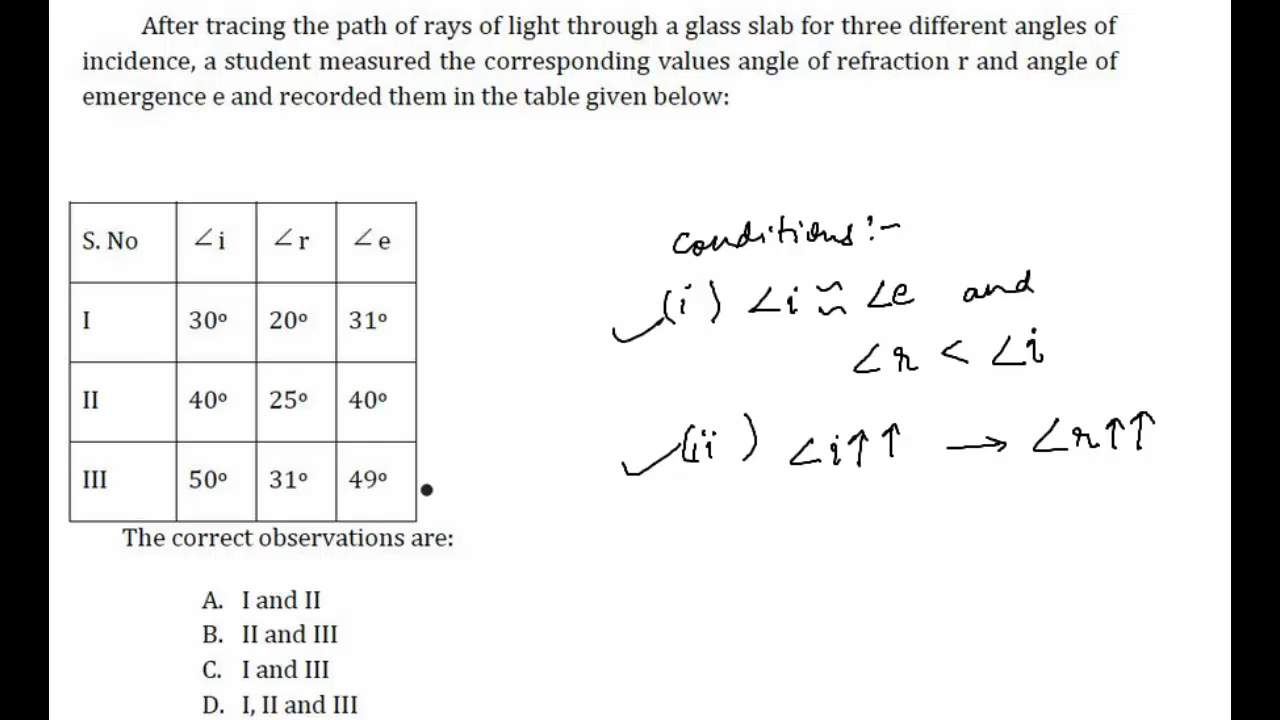 After tracing the path of rays of light through a glass slab for three different angles of
incidence, a student measured the corresponding values angle of refraction r and angle of
emergence e and recorded them in the table given below:
S. No ∠i ∠r ∠e
I 30° 20° 31°
II 40° 25° 40°
III 50° 31° 49°
conditions:-
(i) ∠i ≈ ∠e and
∠r < ∠i
(ii) ∠i↑↑ → ∠r↑↑
The correct observations are:
A. I and II
B. II and III
C. I and III
D. I, II and III